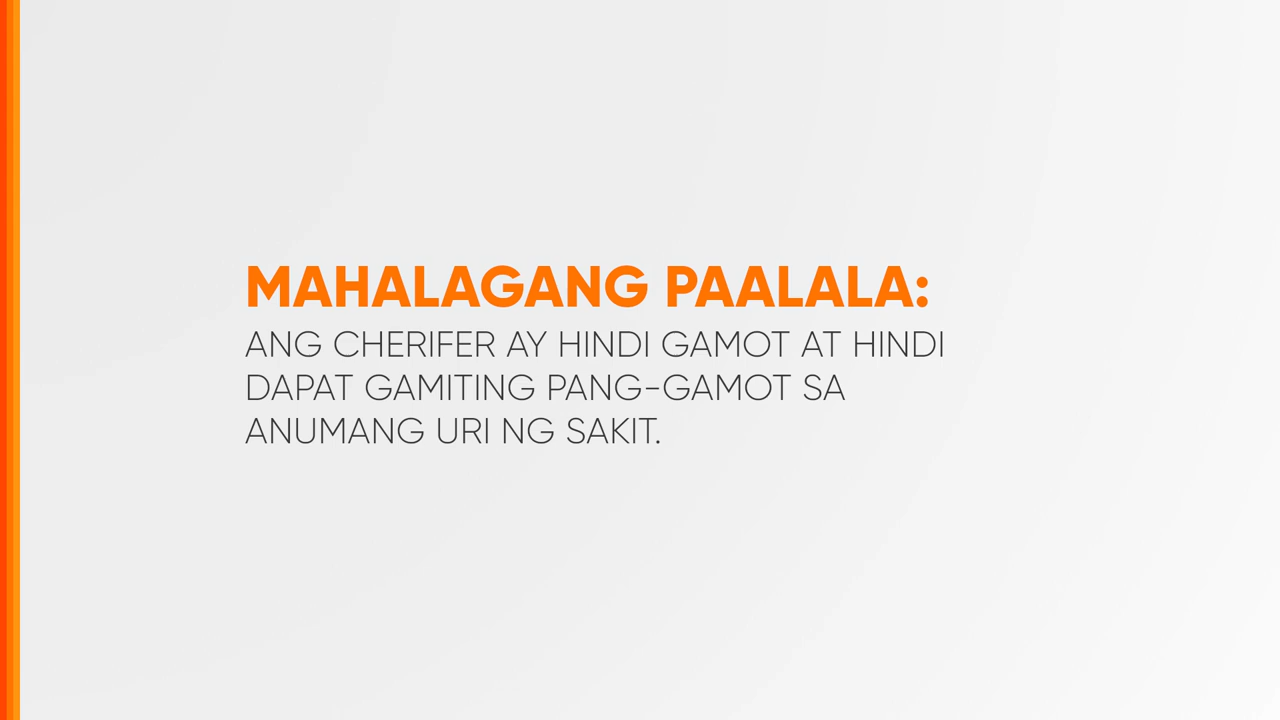 MAHALAGANG PAALALA:
ANG CHERIFER AY HINDI GAMOT AT HINDI
DAPAT GAMITING PANG-GAMOT SA
ANUMANG URI NG SAKIT.